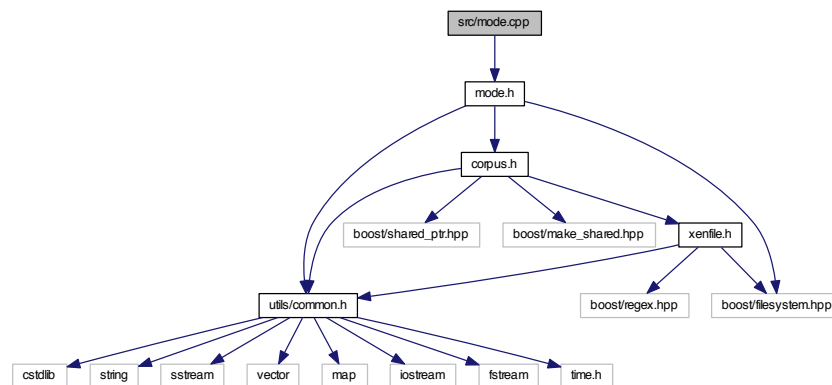 src/mode.cpp
mode.h
corpus.h
boost/shared_ptr.hpp
boost/make_shared.hpp
xenfile.h
utils/common.h
boost/regex.hpp
boost/filesystem.hpp
cstdlib
string
sstream
vector
map
iostream
fstream
time.h